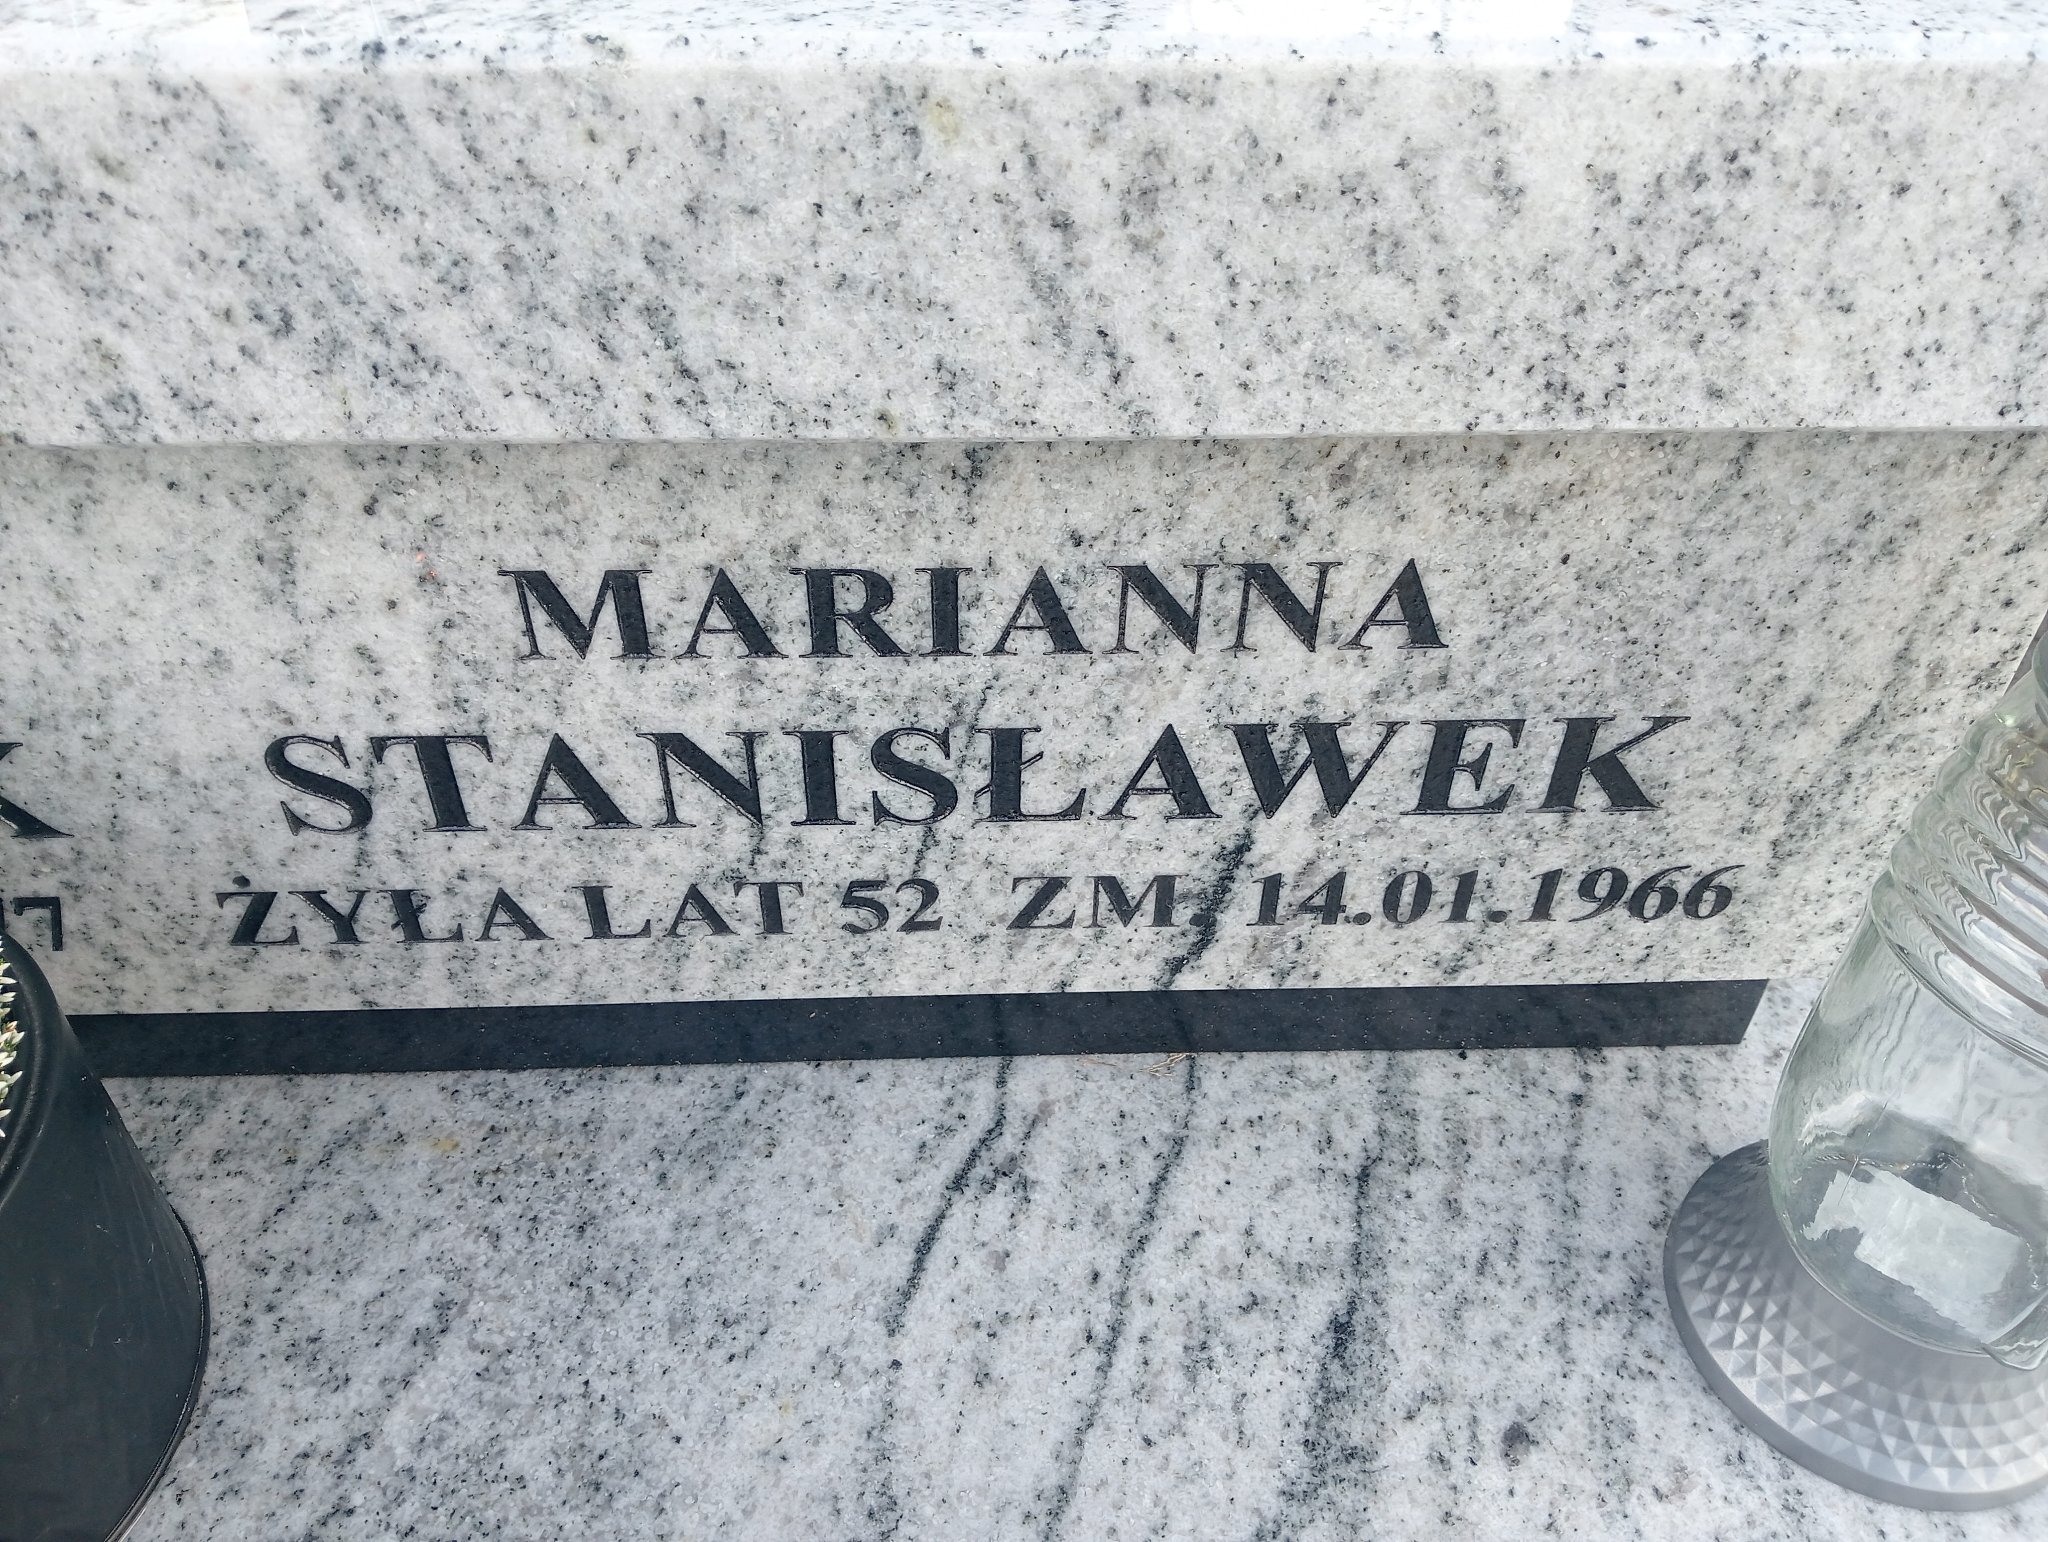 MARIANNA
STANISŁAWEK
ŻYŁA LAT 52 ZM. 14.01.1966